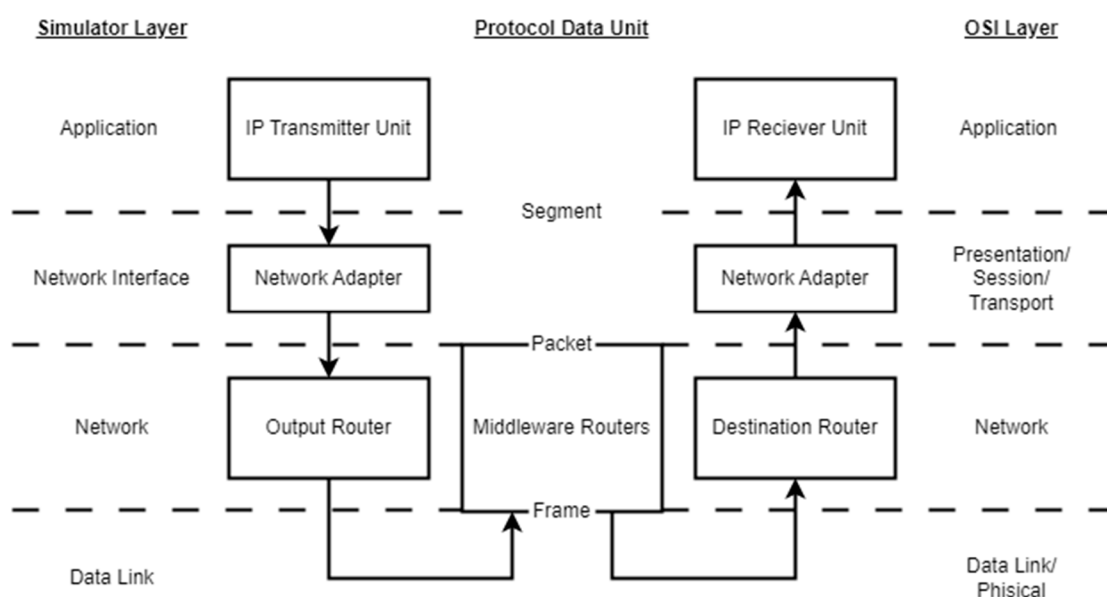 Simulator Layer
Protocol Data Unit
OSI Layer
Application
IP Transmitter Unit
IP Reciever Unit
Application
Segment
Network Interface
Network Adapter
Network Adapter
Presentation/
Session/
Transport
Packet
Network
Output Router
Middleware Routers
Destination Router
Network
Frame
Data Link
Data Link/
Phisical